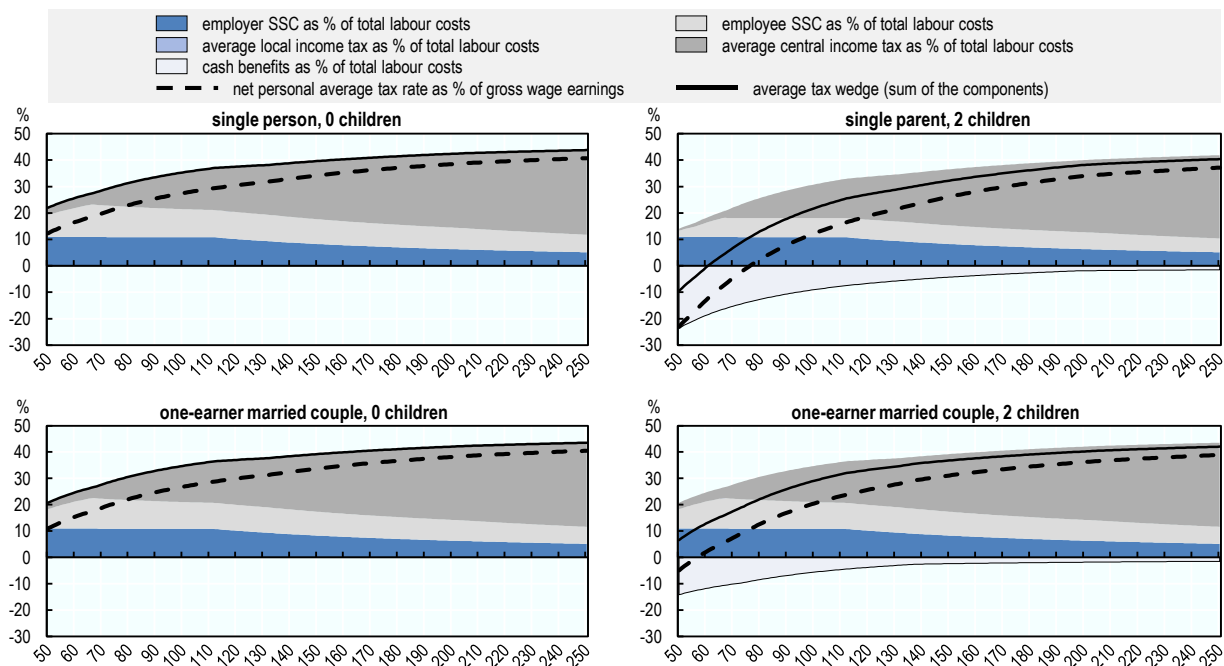 employer SSC as % of total labour costs
employee SSC as % of total labour costs
average local income tax as % of total labour costs
average central income tax as % of total labour costs
cash benefits as % of total labour costs
net personal average tax rate as % of gross wage earnings
average tax wedge (sum of the components)
%
single person, 0 children
50
40
30
20
10
0
-10
-20
-30
50 60 70 80 90 100 110 120 130 140 150 160 170 180 190 200 210 220 230 240 250
%
single parent, 2 children
50
40
30
20
10
0
-10
-20
-30
50 60 70 80 90 100 110 120 130 140 150 160 170 180 190 200 210 220 230 240 250
%
one-earner married couple, 0 children
50
40
30
20
10
0
-10
-20
-30
50 60 70 80 90 100 110 120 130 140 150 160 170 180 190 200 210 220 230 240 250
%
one-earner married couple, 2 children
50
40
30
20
10
0
-10
-20
-30
50 60 70 80 90 100 110 120 130 140 150 160 170 180 190 200 210 220 230 240 250